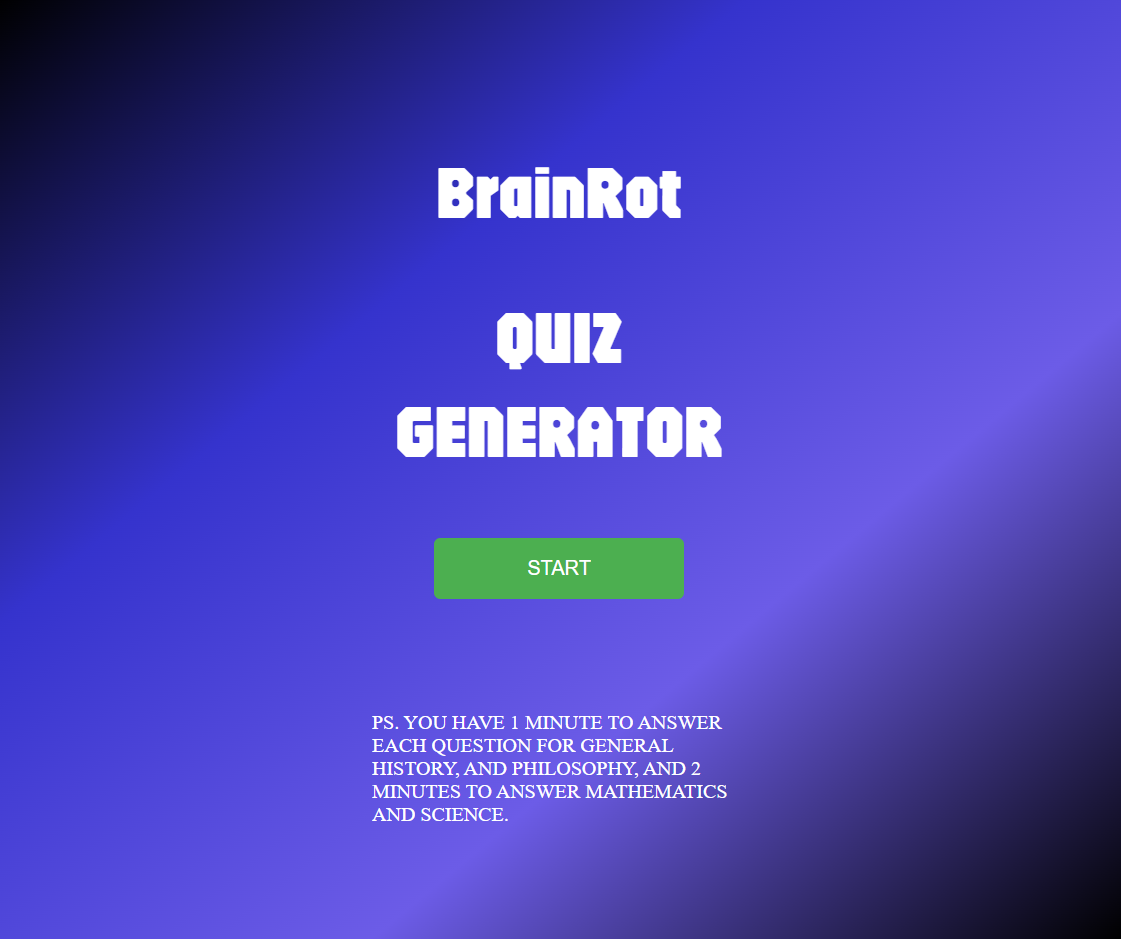 BrainRot
QUIZ
GENERATOR
START
PS. YOU HAVE 1 MINUTE TO ANSWER
EACH QUESTION FOR GENERAL
HISTORY, AND PHILOSOPHY, AND 2
MINUTES TO ANSWER MATHEMATICS
AND SCIENCE.